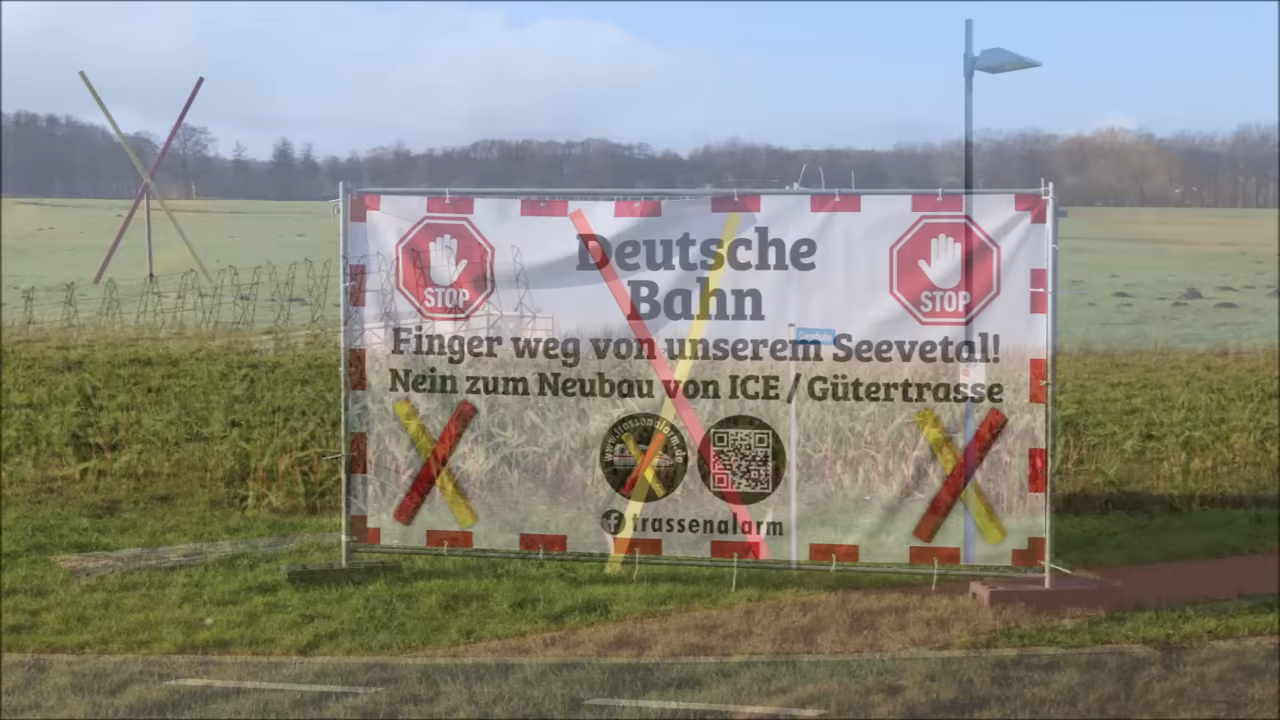 STOP
STOP
Deutsche
Bahn
Finger weg von unserem Seevetal!
Nein zum Neubau von ICE / Gütertrasse
www.trassenalarm.de
trassenalarm